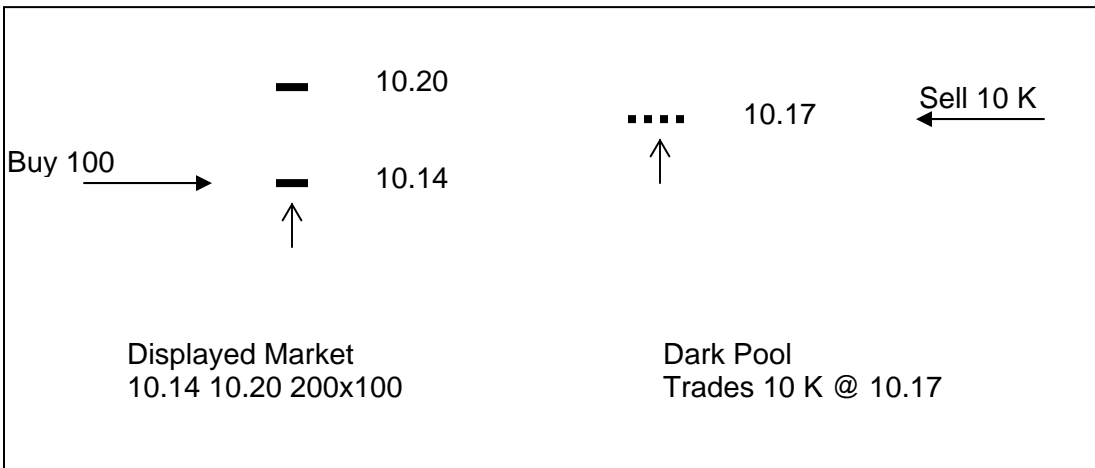 10.20
Sell 10 K
10.17
Buy 100
10.14
Displayed Market
10.14 10.20 200x100
Dark Pool
Trades 10 K @ 10.17